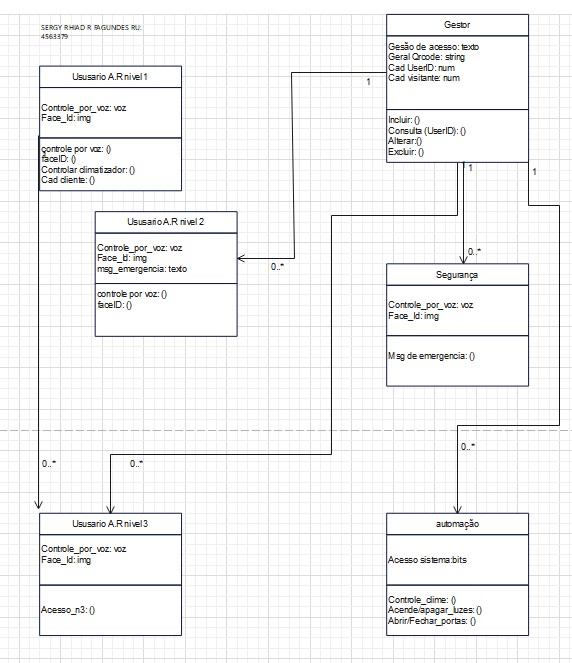 SERGY RHIAD R FAGUNDES RU:
4563379
Ususario A.R nivel 1
Controle_por_voz: voz
Face_Id: img
controle por voz: ()
faceID: ()
Controlar climatizador: ()
Cad cliente: ()
Gestor
Gesão de acesso: texto
Geral Qrcode: string
Cad UserID: num
Cad visitante: num
Incluir: ()
Consulta (UserID): ()
Alterar:()
Excluir: ()
1
1
1
Ususario A.R nivel 2
Controle_por_voz: voz
Face_Id: img
msg_emergencia: texto
controle por voz: ()
faceID: ()
0..*
0..*
Segurança
Controle_por_voz: voz
Face_Id: img
Msg de emergencia: ()
0..*
0..*
0..*
Ususario A.R nivel 3
Controle_por_voz: voz
Face_Id: img
Acesso_n3: ()
automação
Acesso sistema:bits
Controle_clime: ()
Acende/apagar_luzes: ()
Abrir/Fechar_portas: ()